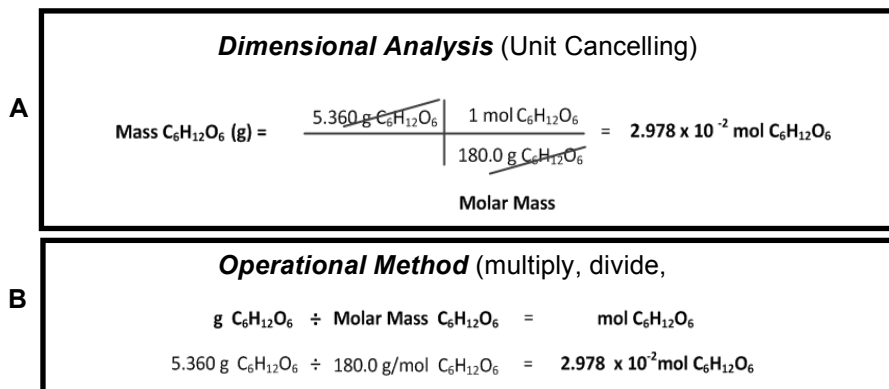 Dimensional Analysis (Unit Cancelling)
A
5.360 g C₆H₁₂O₆ 1 mol C₆H₁₂O₆
Mass C₆H₁₂O₆ (g) = = 2.978 x 10⁻² mol C₆H₁₂O₆
180.0 g C₆H₁₂O₆
Molar Mass
Operational Method (multiply, divide,
B
g C₆H₁₂O₆ ÷ Molar Mass C₆H₁₂O₆ = mol C₆H₁₂O₆
5.360 g C₆H₁₂O₆ ÷ 180.0 g/mol C₆H₁₂O₆ = 2.978 x 10⁻² mol C₆H₁₂O₆